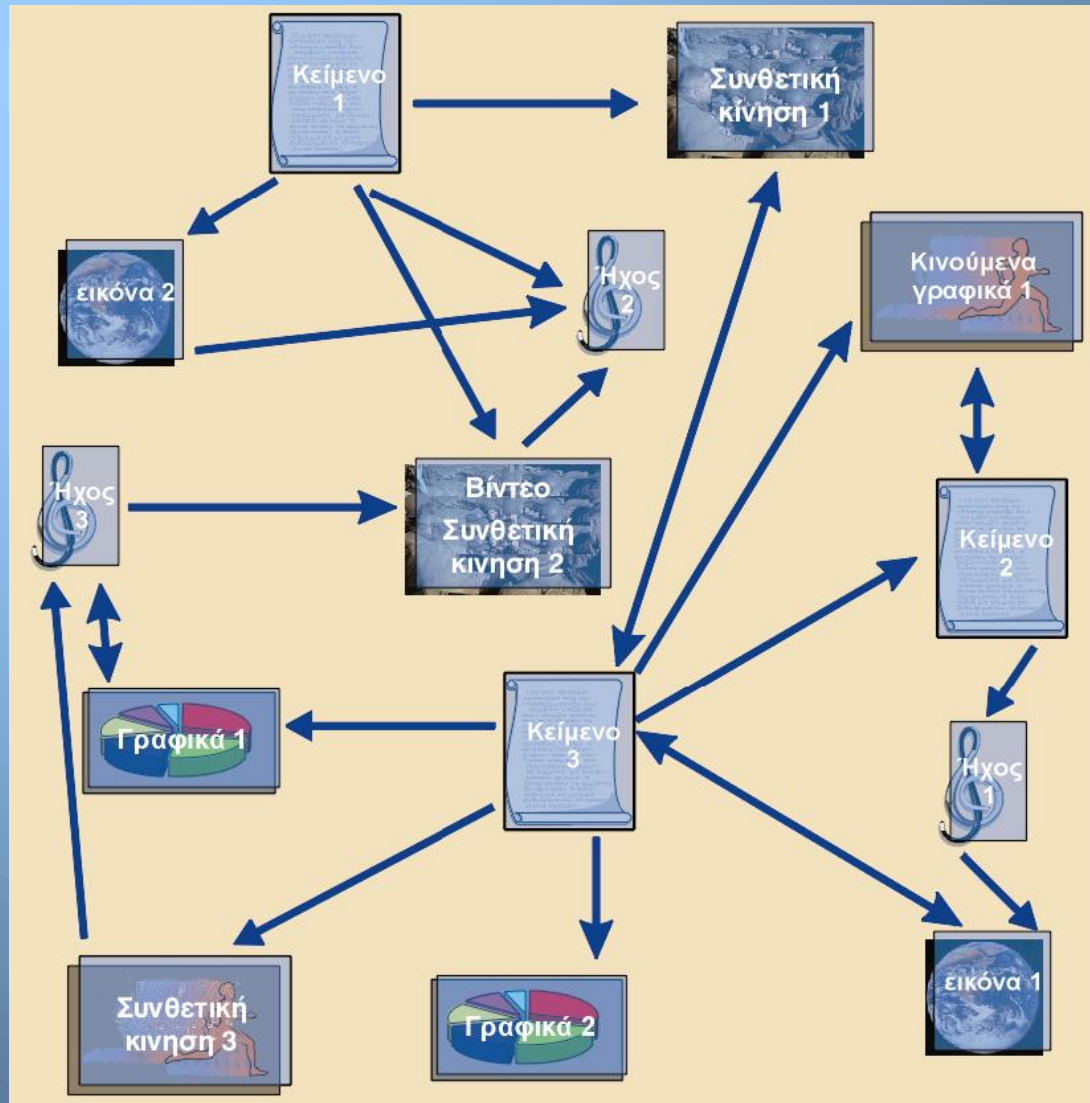 Κείμενο
1
Συνθετική
κίνηση 1
εικόνα 2
Ήχος
2
Κινούμενα
γραφικά 1
Ήχος
3
Βίντεο
Συνθετική
κινηση 2
Κείμενο
2
Γραφικά 1
Κείμενο
3
Ήχος
1
Συνθετική
κινηση 3
Γραφικά 2
εικόνα 1